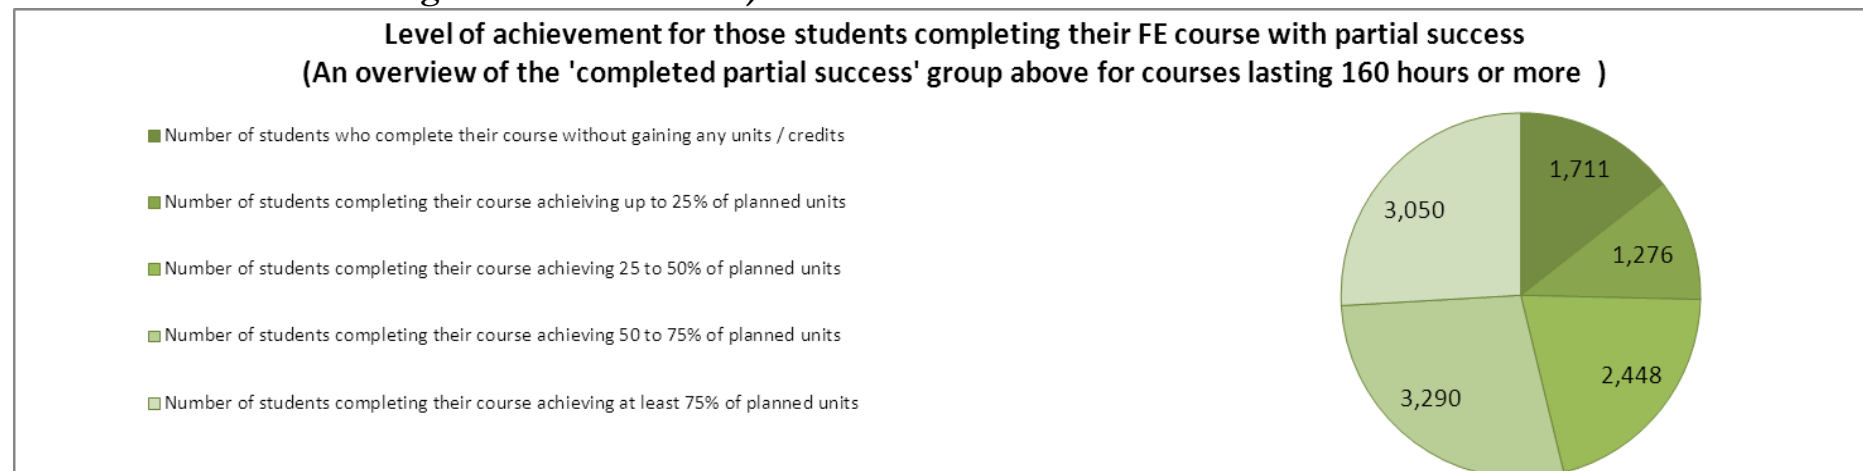 Level of achievement for those students completing their FE course with partial success
(An overview of the 'completed partial success' group above for courses lasting 160 hours or more )
Number of students who complete their course without gaining any units / credits
Number of students completing their course achieiving up to 25% of planned units
Number of students completing their course achieving 25 to 50% of planned units
Number of students completing their course achieving 50 to 75% of planned units
Number of students completing their course achieving at least 75% of planned units
1,711
3,050
1,276
2,448
3,290